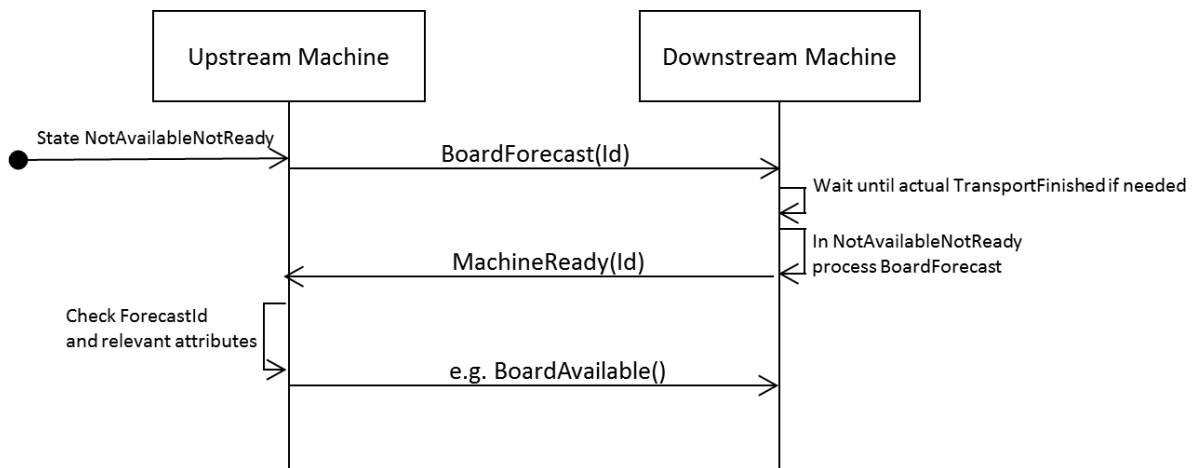 Upstream Machine
Downstream Machine
State NotAvailableNotReady
BoardForecast(Id)
Wait until actual TransportFinished if needed
In NotAvailableNotReady
process BoardForecast
MachineReady(Id)
Check ForecastId
and relevant attributes
e.g. BoardAvailable()